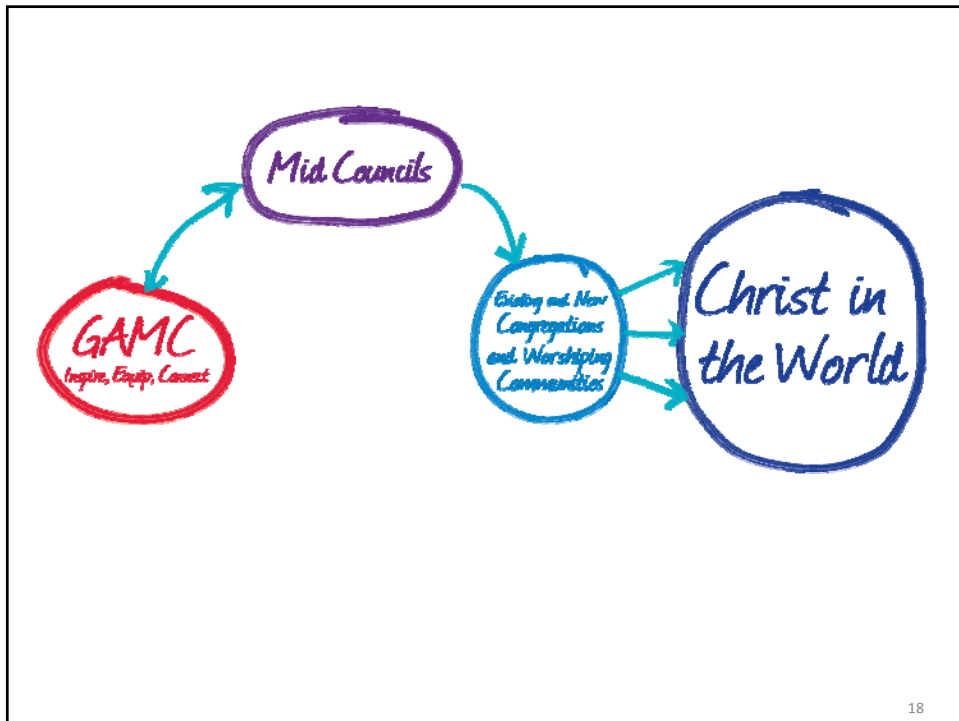 Mid Councils
GAMC
Inspire, Equip, Connect
Existing and New
Congregations
and Worshiping
Communities
Christ in
the World
18